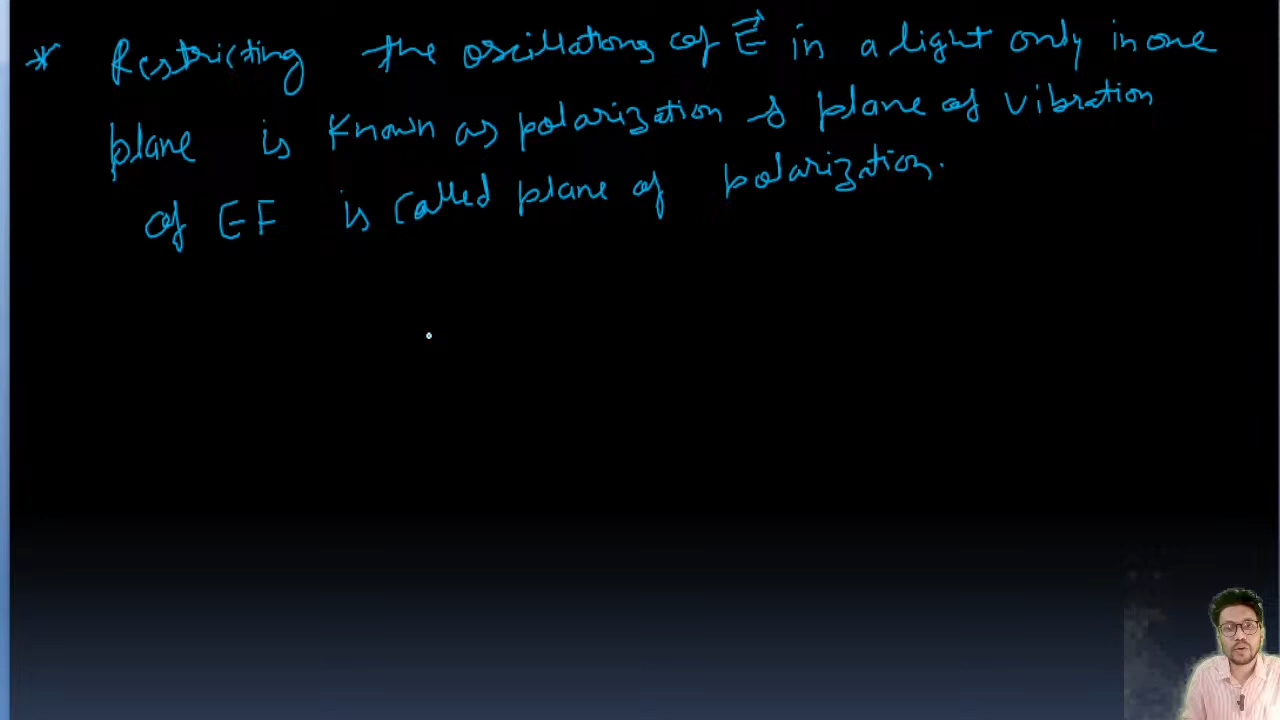 * Restricting the oscillations of E⃗ in a light only in one
plane is known as polarization & plane of vibration
of EF is called plane of polarization.